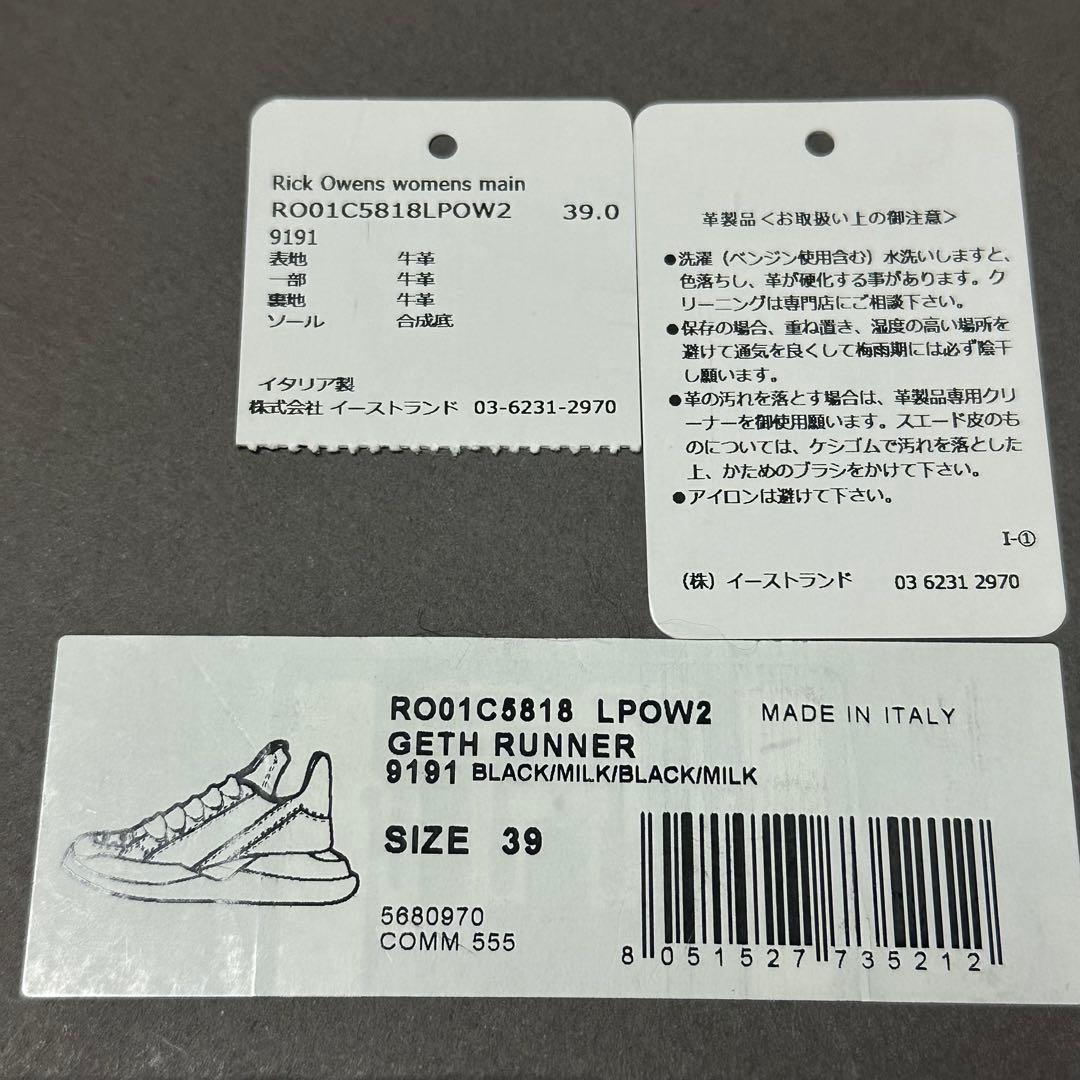 Rick Owens womens main
RO01C5818LPOW2 39.0
9191
表地 牛革
一部 牛革
裏地 牛革
ソール 合成底
イタリア製
株式会社 イーストランド 03-6231-2970
革製品<お取扱い上の御注意>
●洗濯（ベンジン使用含む）水洗いしますと、
色落ちし、革が硬化する事があります。ク
リーニングは専門店にご相談下さい。
●保存の場合、重ね置き、湿度の高い場所を
避けて通気を良くして梅雨期には必ず陰干
し願います。
●革の汚れを落とす場合は、革製品専用クリ
ーナーを御使用願います。スエード皮のも
のについては、ケシゴムで汚れを落とした
上、かためのブラシをかけて下さい。
●アイロンは避けて下さい。
I-①
（株）イーストランド 03 6231 2970
RO01C5818 LPOW2 MADE IN ITALY
GETH RUNNER
9191 BLACK/MILK/BLACK/MILK
SIZE 39
5680970
COMM 555
8 051527 735212